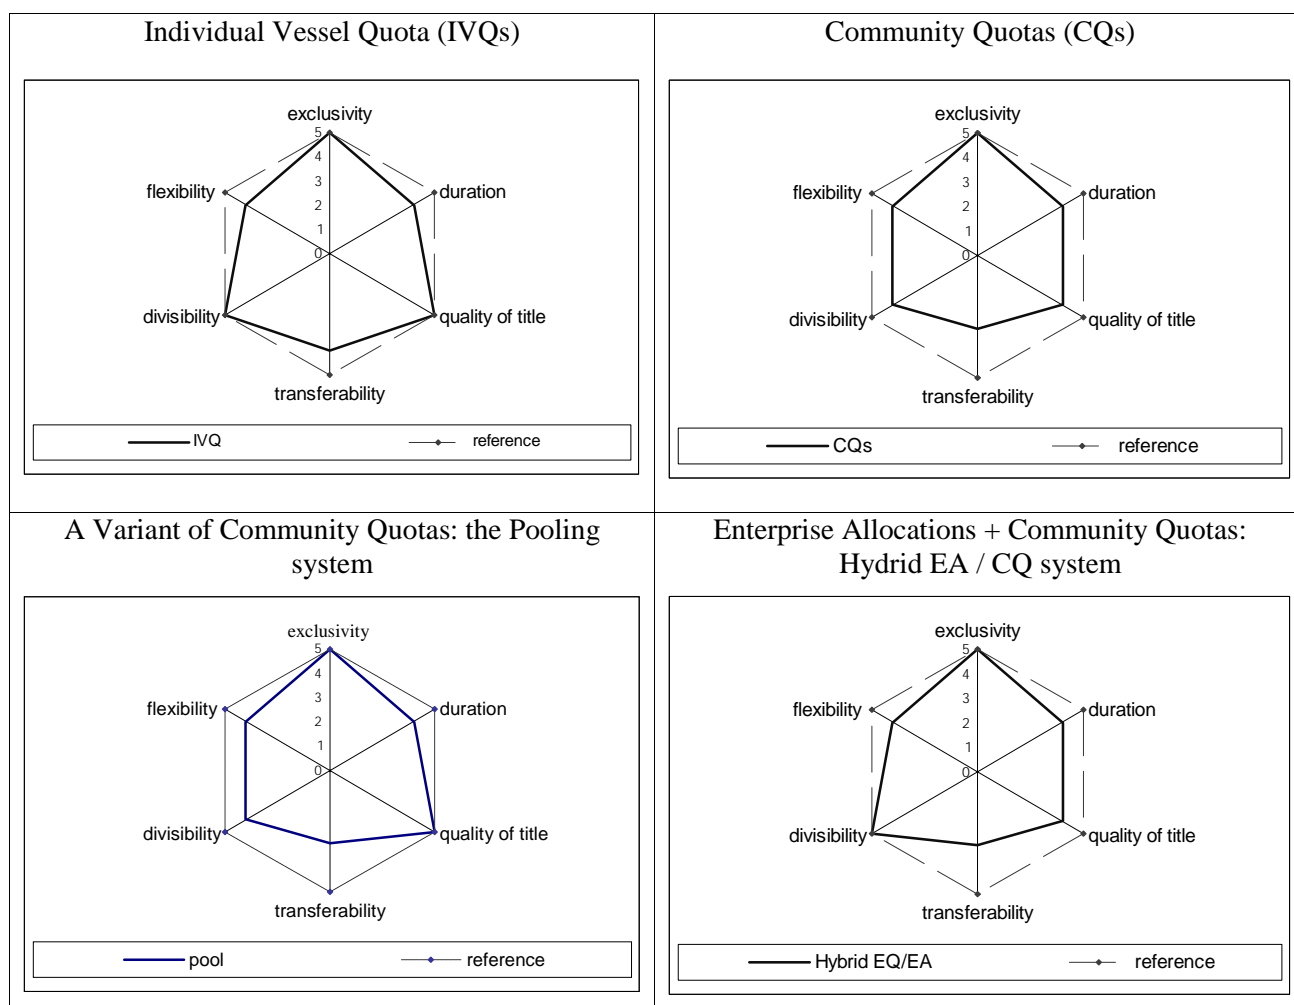 Individual Vessel Quota (IVQs)
exclusivity
5
4
3
2
1
0
flexibility
duration
divisibility
quality of title
transferability
IVQ
reference
Community Quotas (CQs)
exclusivity
5
4
3
2
1
0
flexibility
duration
divisibility
quality of title
transferability
CQs
reference
A Variant of Community Quotas: the Pooling
system
exclusivity
5
4
3
2
1
0
flexibility
duration
divisibility
quality of title
transferability
pool
reference
Enterprise Allocations + Community Quotas:
Hydrid EA / CQ system
exclusivity
5
4
3
2
1
0
flexibility
duration
divisibility
quality of title
transferability
Hybrid EQ/EA
reference